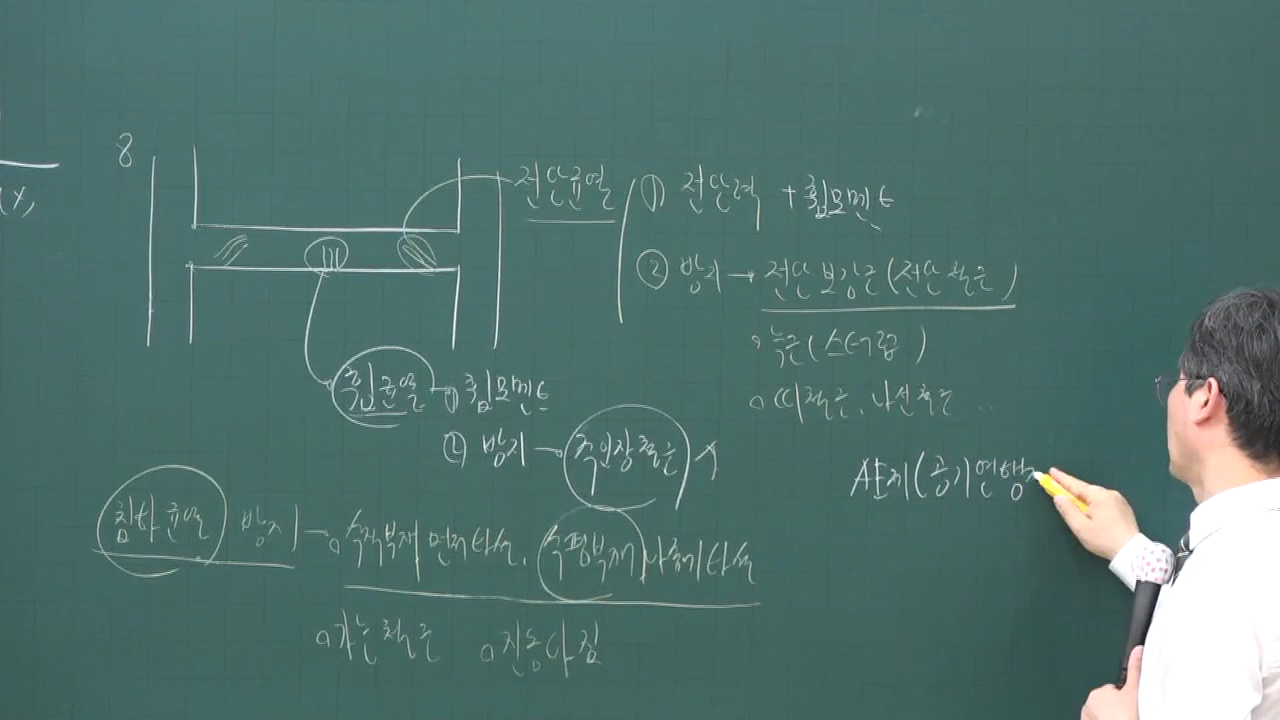 8
전단균열
① 전단력 + 휨모멘트
② 방지 → 전단보강근(전단철근)
◦ 늑근(스터럽)
◦ 띠철근, 나선철근 ..
휨균열 ① 휨모멘트
② 방지 → 주인장철근
AE제(공기연행
침하균열 방지 → 수직부재 먼저 타설, 수평부재 나중에 타설
◦ 가는철근 ◦ 진동다짐